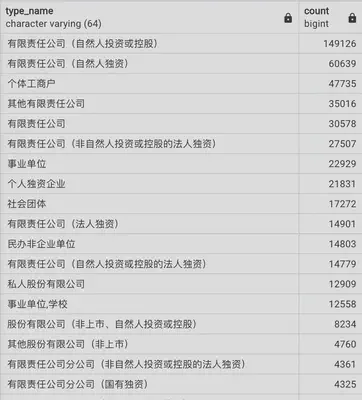 type_name count
character varying (64) bigint
有限责任公司（自然人投资或控股） 149126
有限责任公司（自然人独资） 60639
个体工商户 47735
其他有限责任公司 35016
有限责任公司 30578
有限责任公司（非自然人投资或控股的法人独资） 27507
事业单位 22929
个人独资企业 21831
社会团体 17272
有限责任公司（法人独资） 14901
民办非企业单位 14803
有限责任公司（自然人投资或控股的法人独资） 14779
私人股份有限公司 12909
事业单位,学校 12558
股份有限公司（非上市、自然人投资或控股） 8234
其他股份有限公司（非上市） 4760
有限责任公司分公司（非自然人投资或控股的法人独资） 4361
有限责任公司分公司（国有独资） 4325